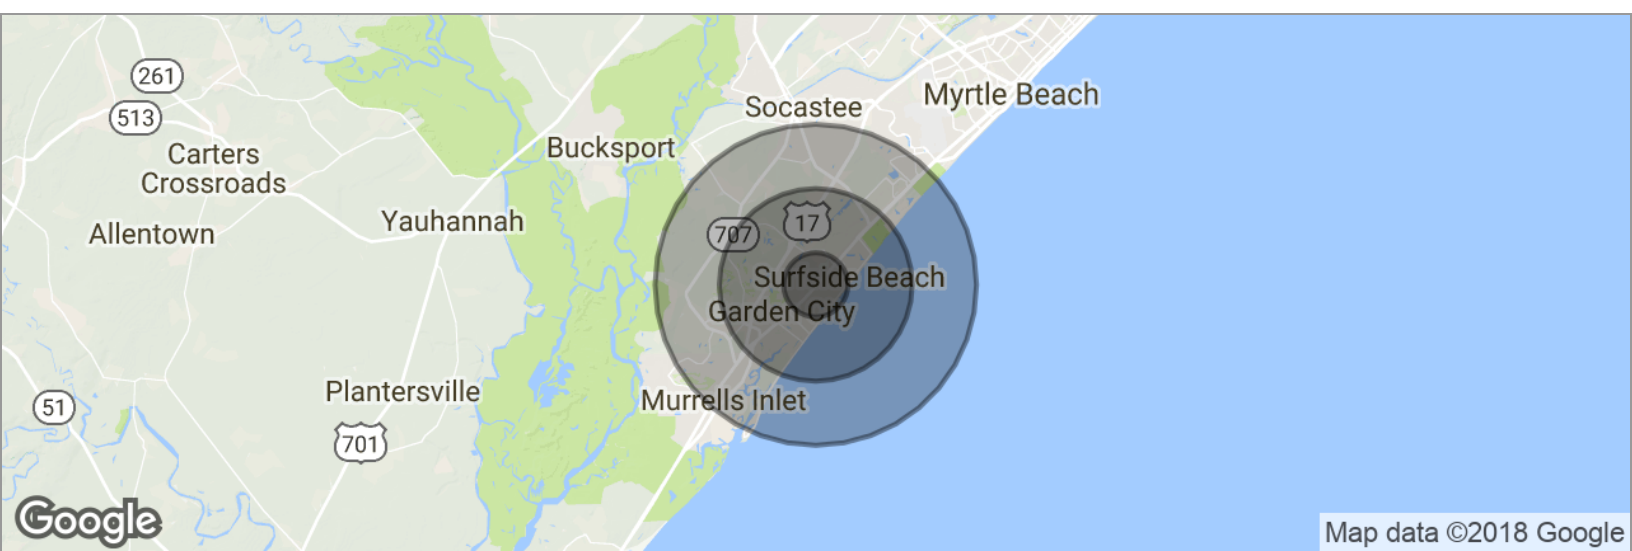 261
513
Myrtle Beach
Socastee
Carters
Crossroads
Bucksport
Allentown
Yauhannah
707
17
Surfside Beach
Garden City
Plantersville
Murrells Inlet
51
701
Google
Map data ©2018 Google